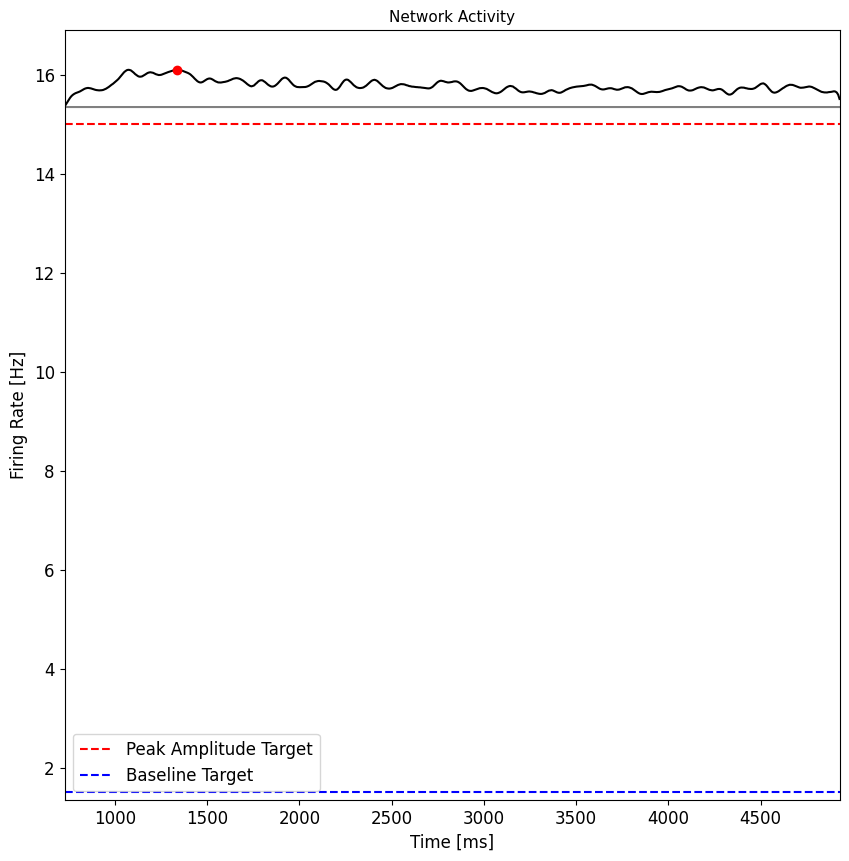 Network Activity
16
14
12
10
8
6
4
2
Firing Rate [Hz]
Peak Amplitude Target
Baseline Target
1000 1500 2000 2500 3000 3500 4000 4500
Time [ms]